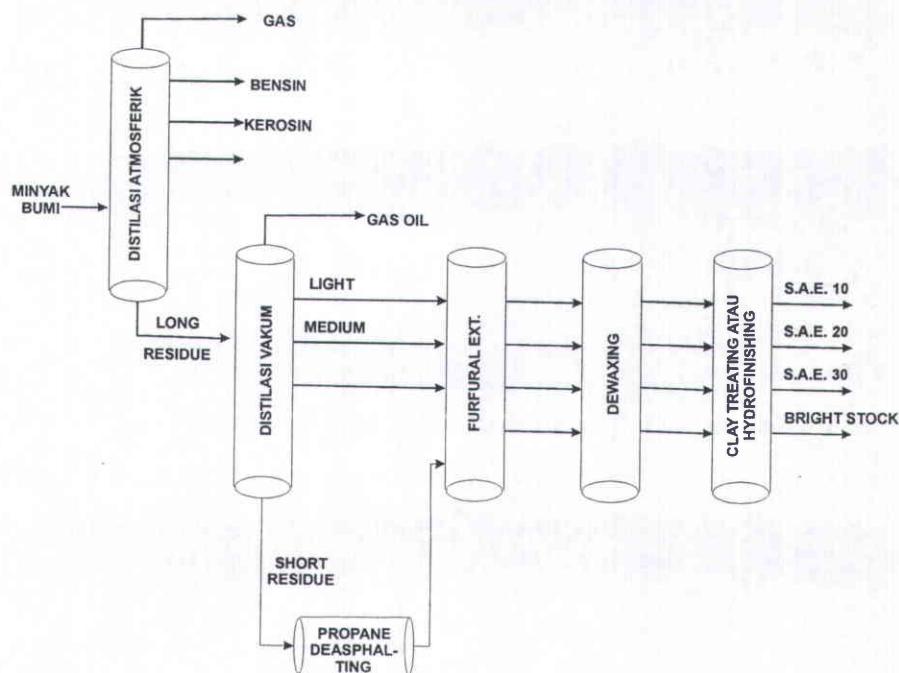 GAS
DISTILASI ATMOSFERIK
BENSIN
KEROSIN
MINYAK
BUMI
GAS OIL
LONG
RESIDUE
DISTILASI VAKUM
LIGHT
MEDIUM
FURFURAL EXT.
DEWAXING
CLAY TREATING ATAU
HYDROFINISHING
S.A.E. 10
S.A.E. 20
S.A.E. 30
BRIGHT STOCK
SHORT
RESIDUE
PROPANE
DEASPHAL-
TING